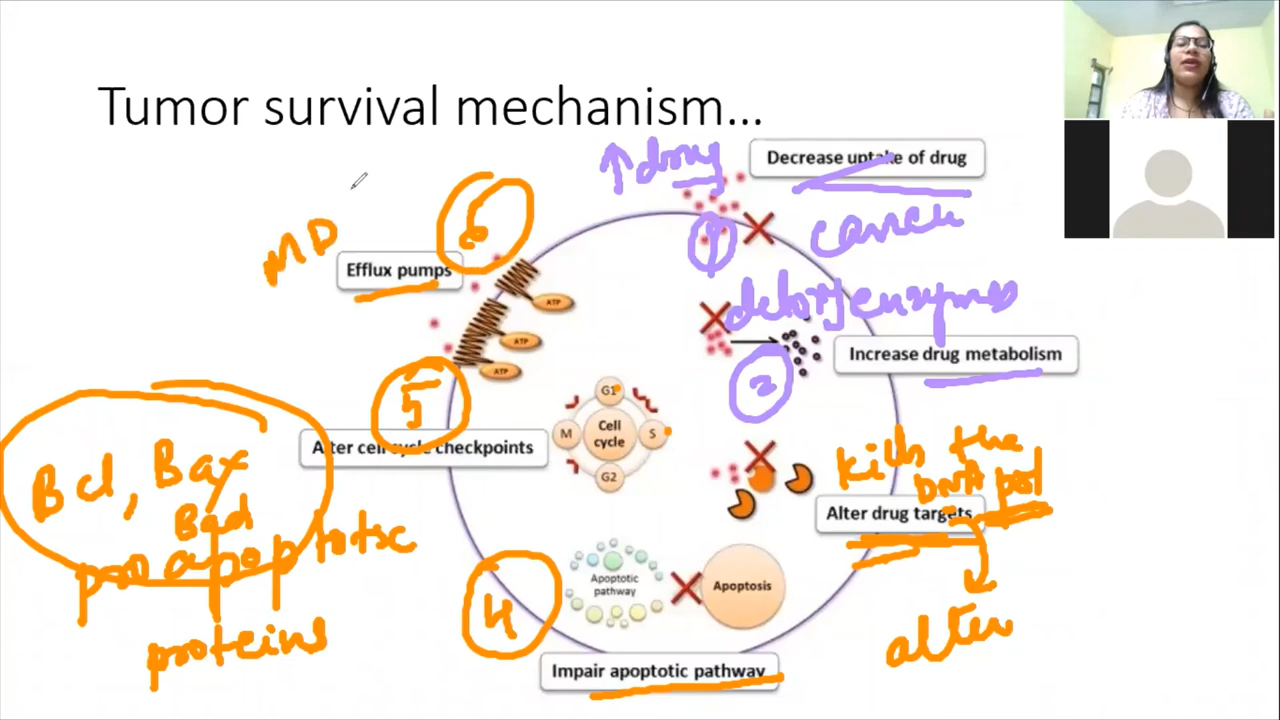 Tumor survival mechanism...
↑ drug
Decrease uptake of drug
cancer
1
6
MD
Efflux pumps
ATP
ATP
ATP
detox enzymes
Increase drug metabolism
2
5
Alter cell cycle checkpoints
G1
M
Cell
cycle
S
G2
Bcl, Bax
Bad
pro apoptotic
proteins
kills the
DNA pol
Alter drug targets
alter
4
Apoptotic
pathway
Apoptosis
Impair apoptotic pathway